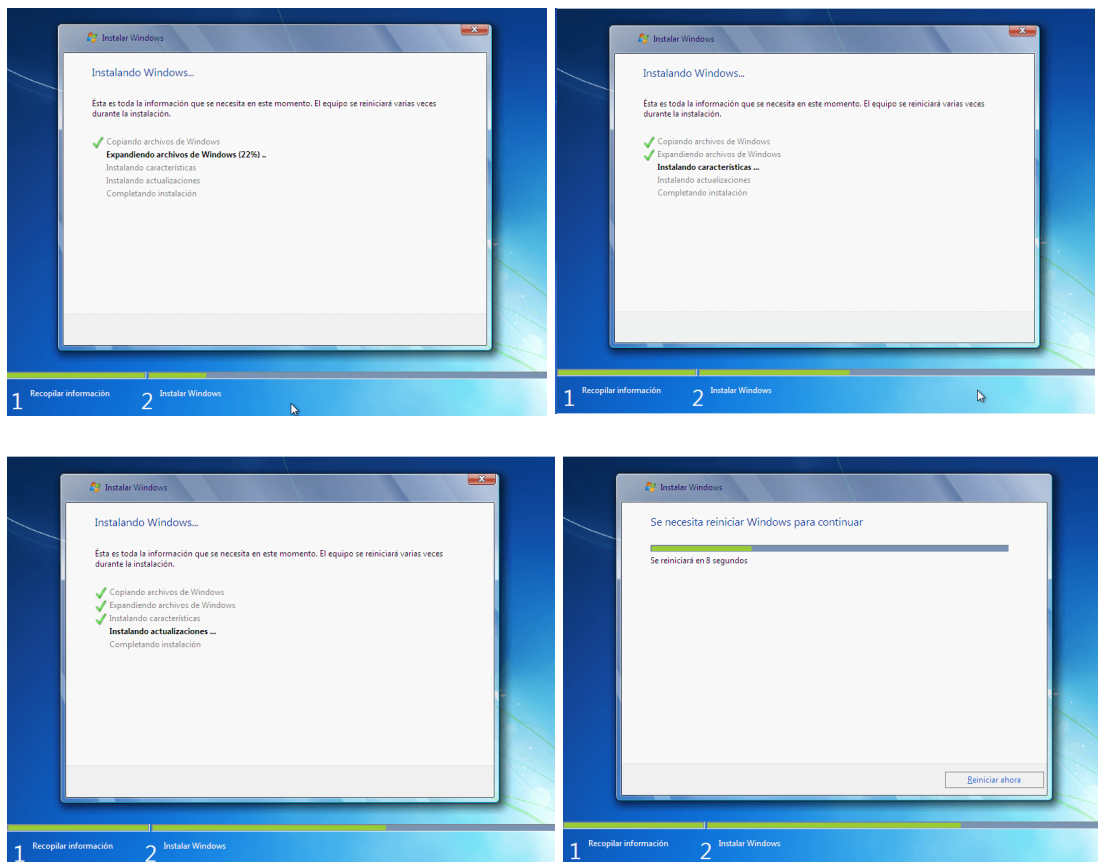 Instalar Windows
Instalando Windows...
Ésta es toda la información que se necesita en este momento. El equipo se reiniciará varias veces
durante la instalación.
Copiando archivos de Windows
Expandiendo archivos de Windows (22%) ..
Instalando características
Instalando actualizaciones
Completando instalación
1 Recopilar información
2 Instalar Windows
Instalar Windows
Instalando Windows...
Ésta es toda la información que se necesita en este momento. El equipo se reiniciará varias veces
durante la instalación.
Copiando archivos de Windows
Expandiendo archivos de Windows
Instalando características ...
Instalando actualizaciones
Completando instalación
1 Recopilar información
2 Instalar Windows
Instalar Windows
Instalando Windows...
Ésta es toda la información que se necesita en este momento. El equipo se reiniciará varias veces
durante la instalación.
Copiando archivos de Windows
Expandiendo archivos de Windows
Instalando características
Instalando actualizaciones ...
Completando instalación
1 Recopilar información
2 Instalar Windows
Instalar Windows
Se necesita reiniciar Windows para continuar
Se reiniciará en 8 segundos
Reiniciar ahora
1 Recopilar información
2 Instalar Windows